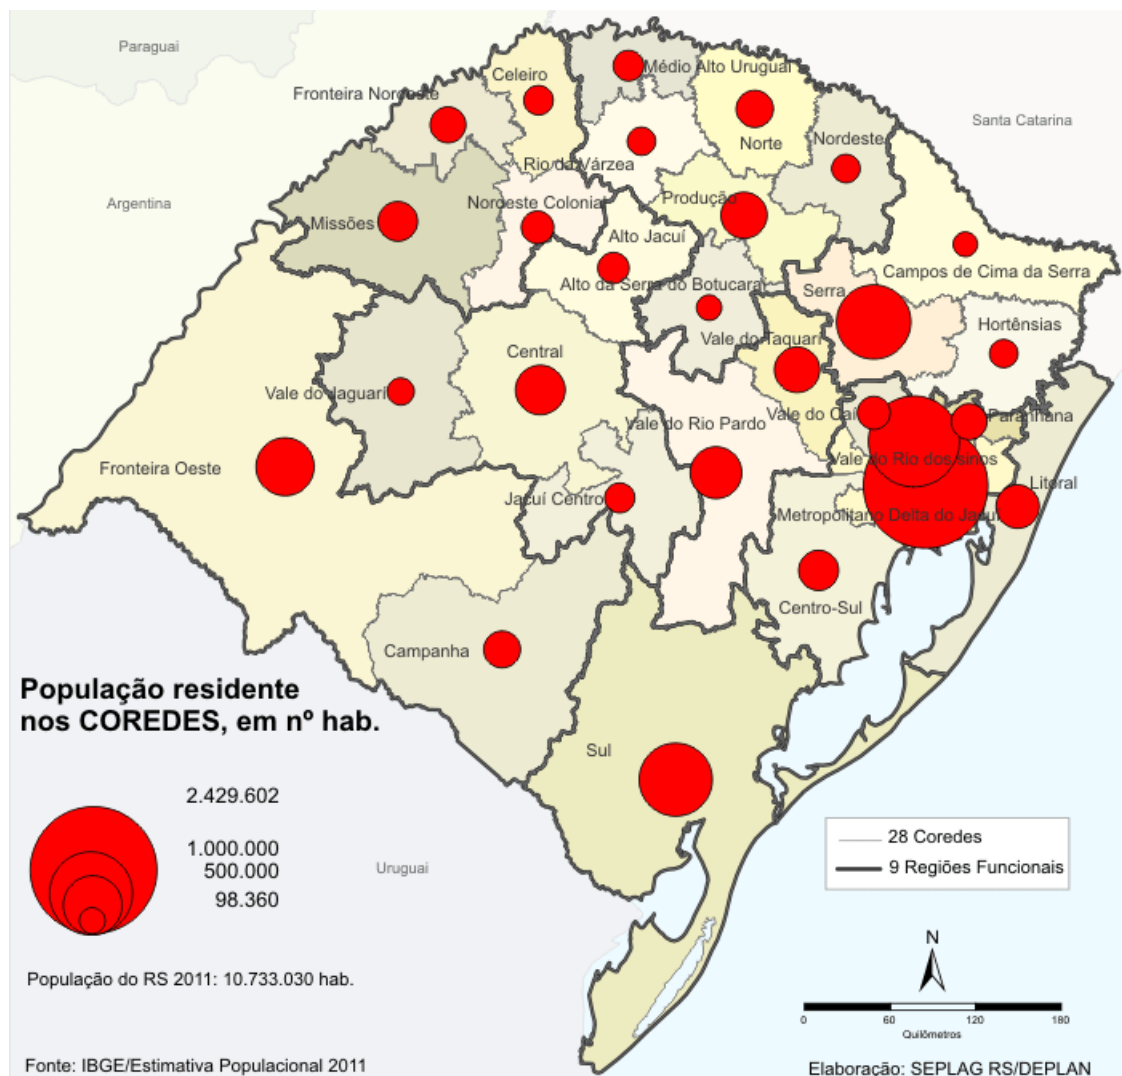 Paraguai
Médio Alto Uruguai
Celeiro
Fronteira Noroeste
Santa Catarina
Nordeste
Norte
Rio da Várzea
Argentina
Produção
Noroeste Colonial
Missões
Alto Jacuí
Campos de Cima da Serra
Alto da Serra do Botucaraí
Serra
Hortênsias
Vale do Taquari
Central
Vale do Jaguari
Vale do Caí
Paranhana
Vale do Rio Pardo
Vale do Rio dos sinos
Fronteira Oeste
Litoral
Jacuí Centro
Metropolitano Delta do Jacuí
Centro-Sul
Campanha
População residente
nos COREDES, em nº hab.
Sul
2.429.602
1.000.000
500.000
98.360
28 Coredes
9 Regiões Funcionais
Uruguai
N
População do RS 2011: 10.733.030 hab.
0 60 120 180
Quilômetros
Fonte: IBGE/Estimativa Populacional 2011
Elaboração: SEPLAG RS/DEPLAN